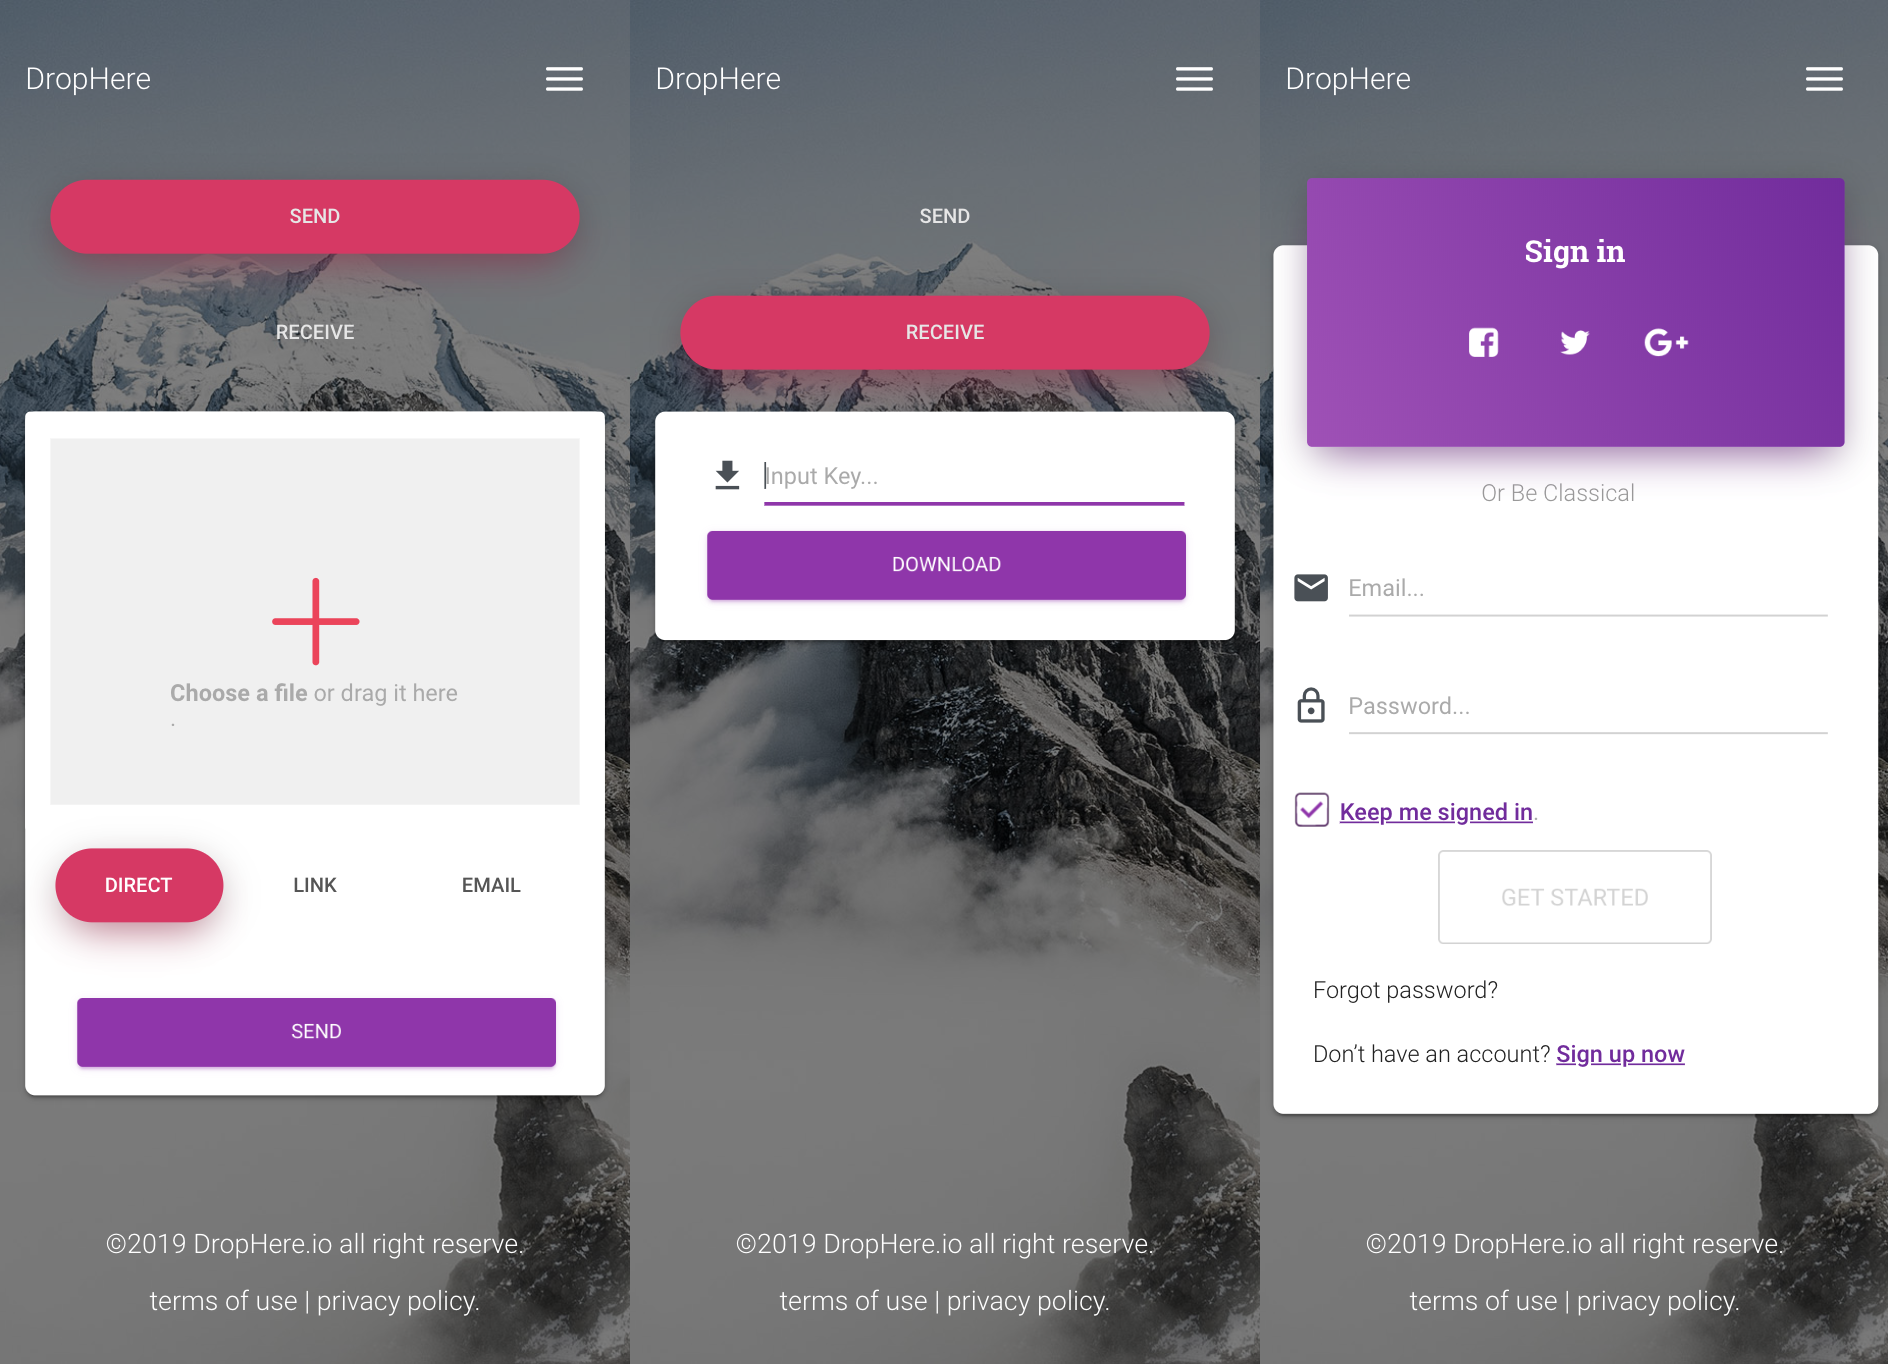 DropHere
SEND
RECEIVE
Choose a file or drag it here
.
DIRECT
LINK
EMAIL
SEND
©2019 DropHere.io all right reserve.
terms of use | privacy policy.
DropHere
SEND
RECEIVE
Input Key...
DOWNLOAD
©2019 DropHere.io all right reserve.
terms of use | privacy policy.
DropHere
Sign in
G+
Or Be Classical
Email...
Password...
Keep me signed in.
GET STARTED
Forgot password?
Don't have an account? Sign up now
©2019 DropHere.io all right reserve.
terms of use | privacy policy.